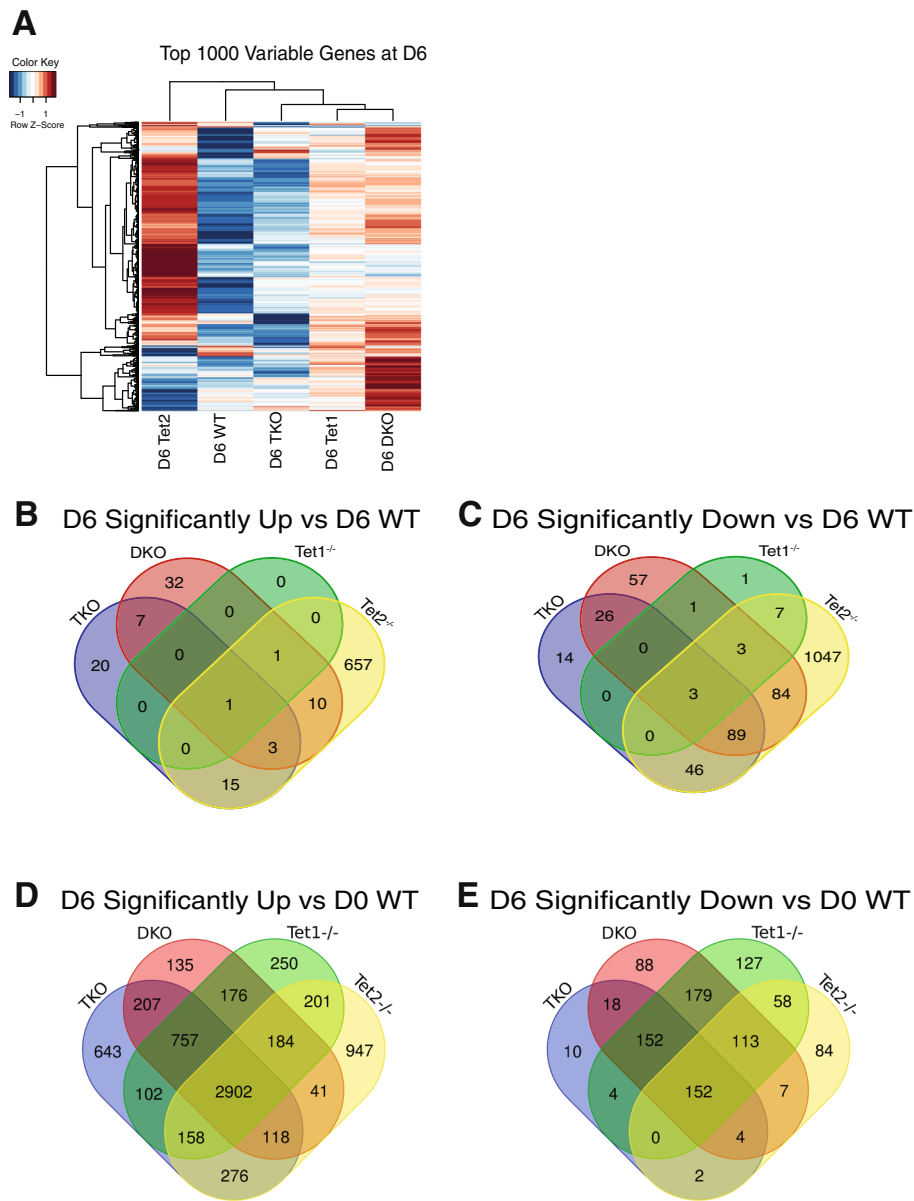 A
Top 1000 Variable Genes at D6
Color Key
−1 1
Row Z−Score
D6 Tet2
D6 WT
D6 TKO
D6 Tet1
D6 DKO
B D6 Significantly Up vs D6 WT
DKO
Tet1-/-
TKO
Tet2-/-
32
0
7
0
0
20
0
1
657
0
1
10
0
3
15
C D6 Significantly Down vs D6 WT
DKO
Tet1-/-
TKO
Tet2-/-
57
1
26
1
7
14
0
3
1047
0
3
84
0
89
46
D D6 Significantly Up vs D0 WT
DKO
Tet1-/-
TKO
Tet2-/-
135
250
207
176
201
643
757
184
947
102
2902
41
158
118
276
E D6 Significantly Down vs D0 WT
DKO
Tet1-/-
TKO
Tet2-/-
88
127
18
179
58
10
152
113
84
4
152
7
0
4
2